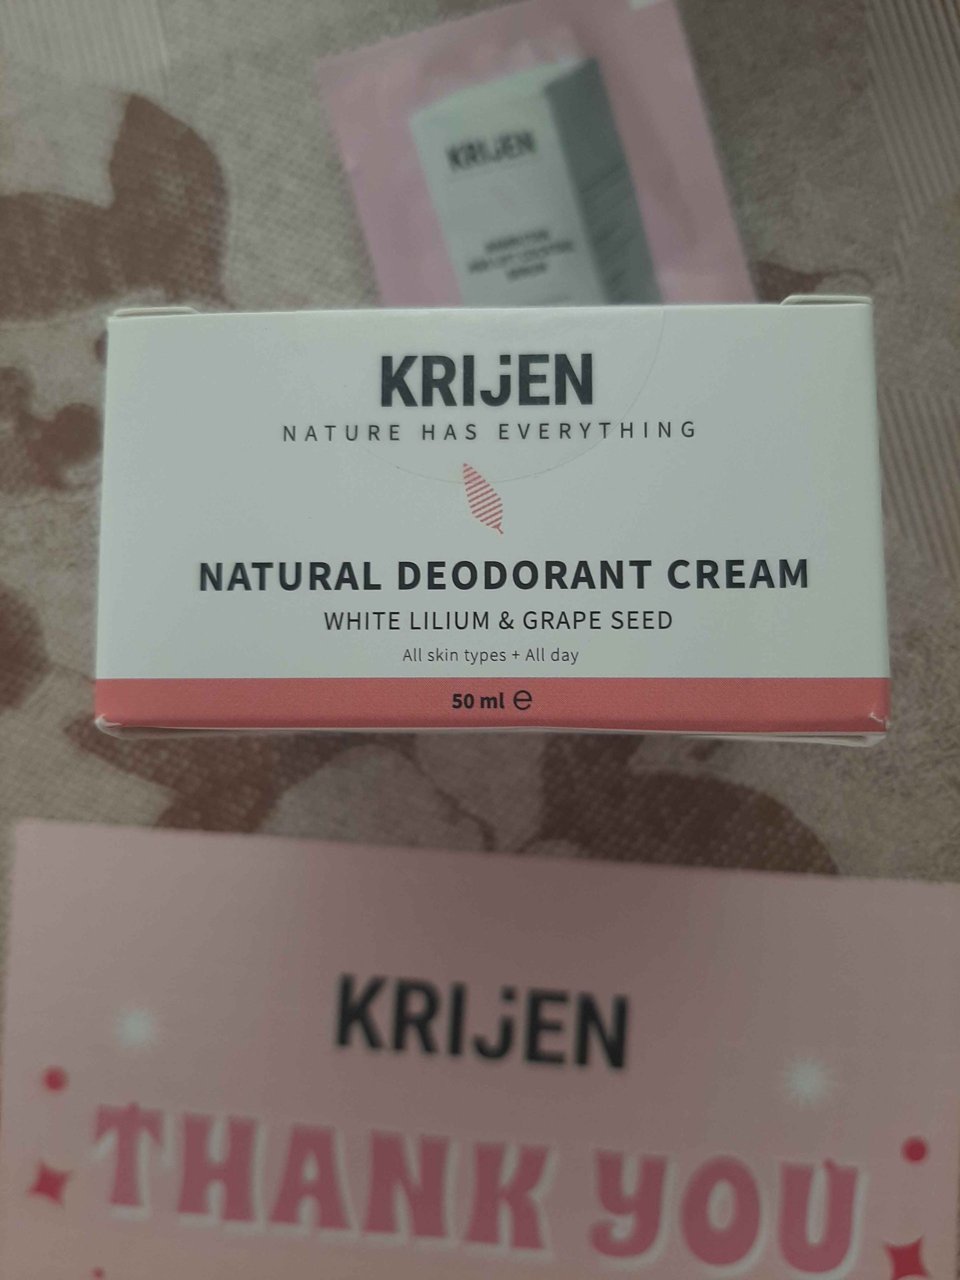 KRIJEN
SERUM
KRIJEN
NATURE HAS EVERYTHING
NATURAL DEODORANT CREAM
WHITE LILIUM & GRAPE SEED
All skin types + All day
50 ml ℮
KRIJEN
THANK YOU